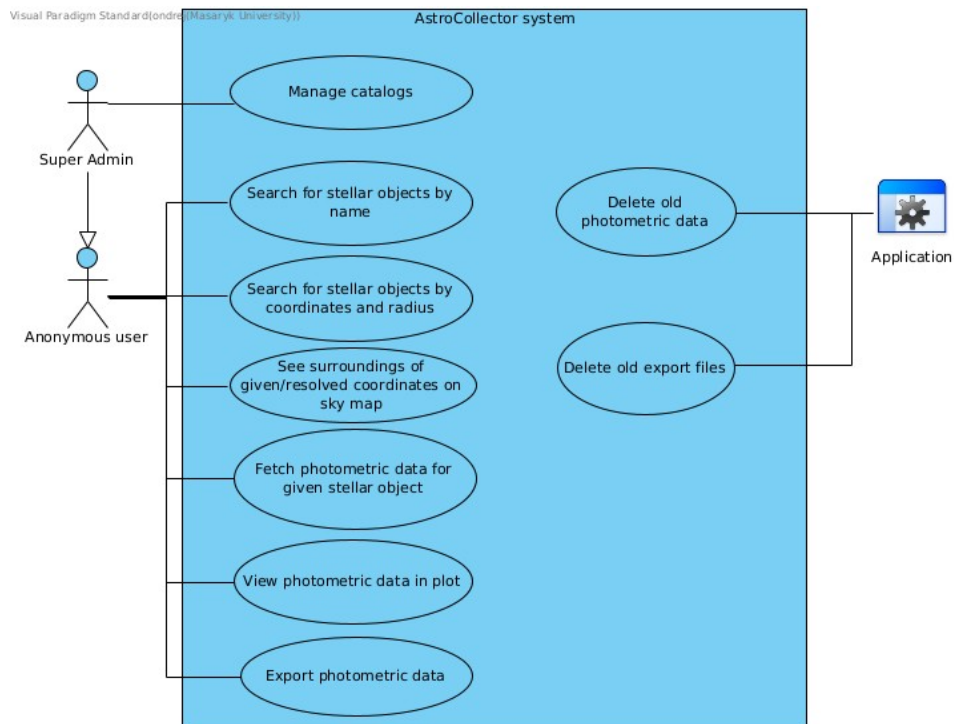 Visual Paradigm Standard(ondrej(Masaryk University))
AstroCollector system
Manage catalogs
Super Admin
Search for stellar objects by
name
Delete old
photometric data
Application
Search for stellar objects by
coordinates and radius
Anonymous user
See surroundings of
given/resolved coordinates on
sky map
Delete old export files
Fetch photometric data for
given stellar object
View photometric data in plot
Export photometric data